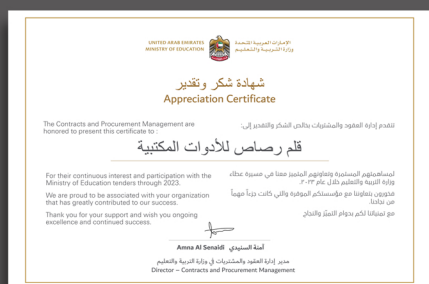 UNITED ARAB EMIRATES
MINISTRY OF EDUCATION
الإمارات العربية المتحدة
وزارة التربية والتعليم
شهادة شكر وتقدير
Appreciation Certificate
The Contracts and Procurement Management are
honored to present this certificate to :
تتقدم إدارة العقود والمشتريات بخالص الشكر والتقدير إلى:
قلم رصاص للأدوات المكتبية
For their continuous interest and participation with the
Ministry of Education tenders through 2023.
We are proud to be associated with your organization
that has greatly contributed to our success.
Thank you for your support and wish you ongoing
excellence and continued success.
لمساهمتهم المستمرة وتعاونهم المتميز معنا في مسيرة عطاء
وزارة التربية والتعليم خلال عام ٢٠٢٣.
فخورون بتعاوننا مع مؤسستكم الموقرة والتي كانت جزءاً مهماً
من نجاحنا.
مع تمنياتنا لكم بدوام التميّز والنجاح
Amna Al Senaidi آمنة السنيدي
مدير إدارة العقود والمشتريات في وزارة التربية والتعليم
Director – Contracts and Procurement Management